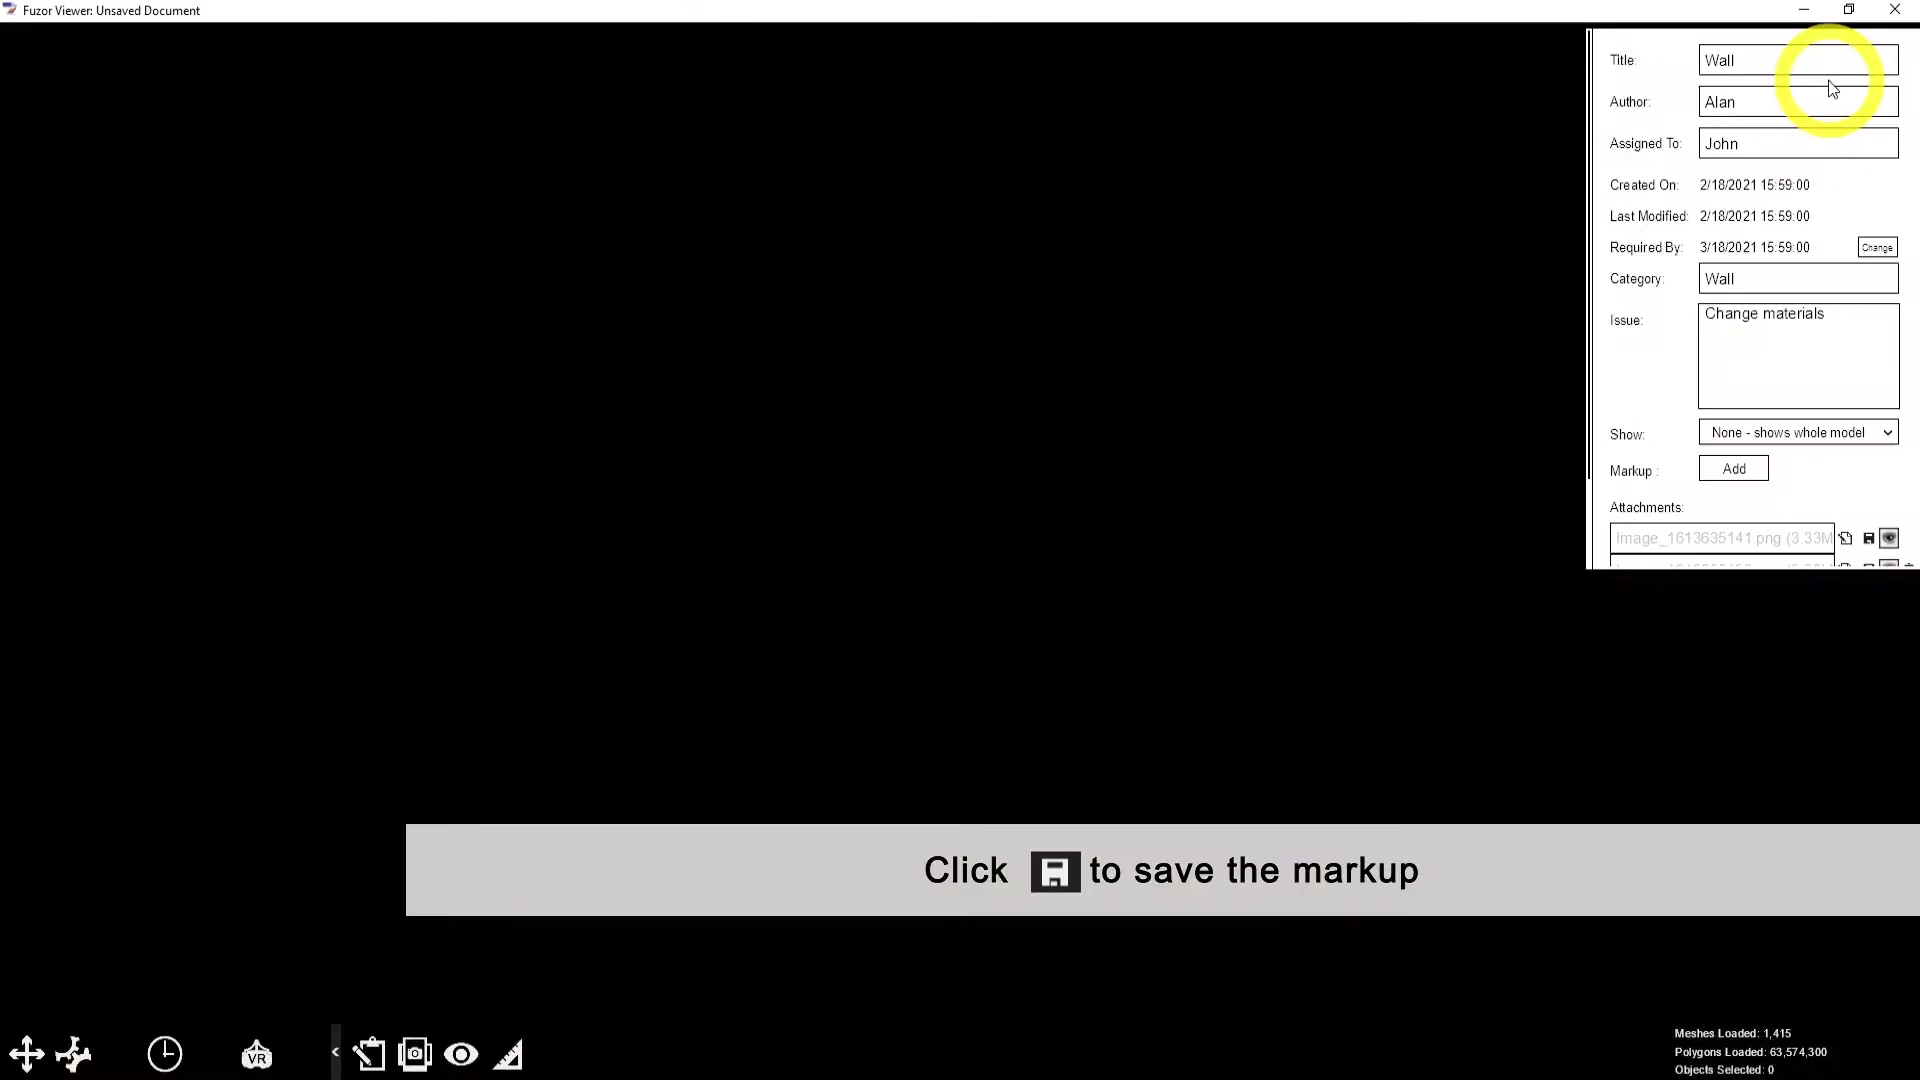 Fuzor Viewer: Unsaved Document
Title: Wall
Author: Alan
Assigned To: John
Created On: 2/18/2021 15:59:00
Last Modified: 2/18/2021 15:59:00
Required By: 3/18/2021 15:59:00 Change
Category: Wall
Issue: Change materials
Show: None - shows whole model
Markup : Add
Attachments:
Image_1613635141.png (3.33M
Click to save the markup
VR
Meshes Loaded: 1,415
Polygons Loaded: 63,574,300
Objects Selected: 0